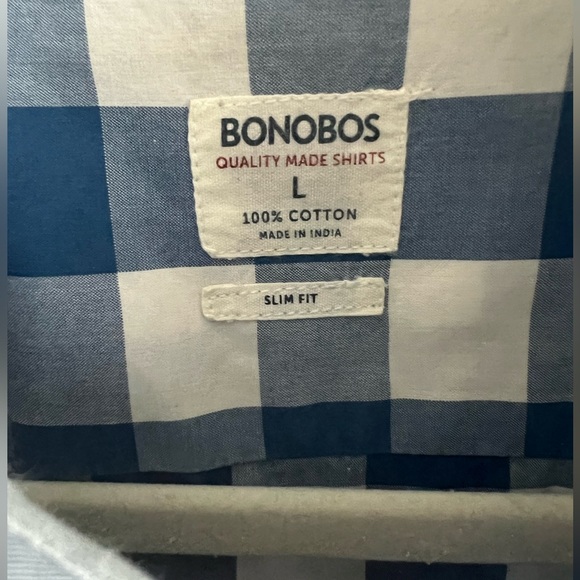 BONOBOS
QUALITY MADE SHIRTS
L
100% COTTON
MADE IN INDIA
SLIM FIT